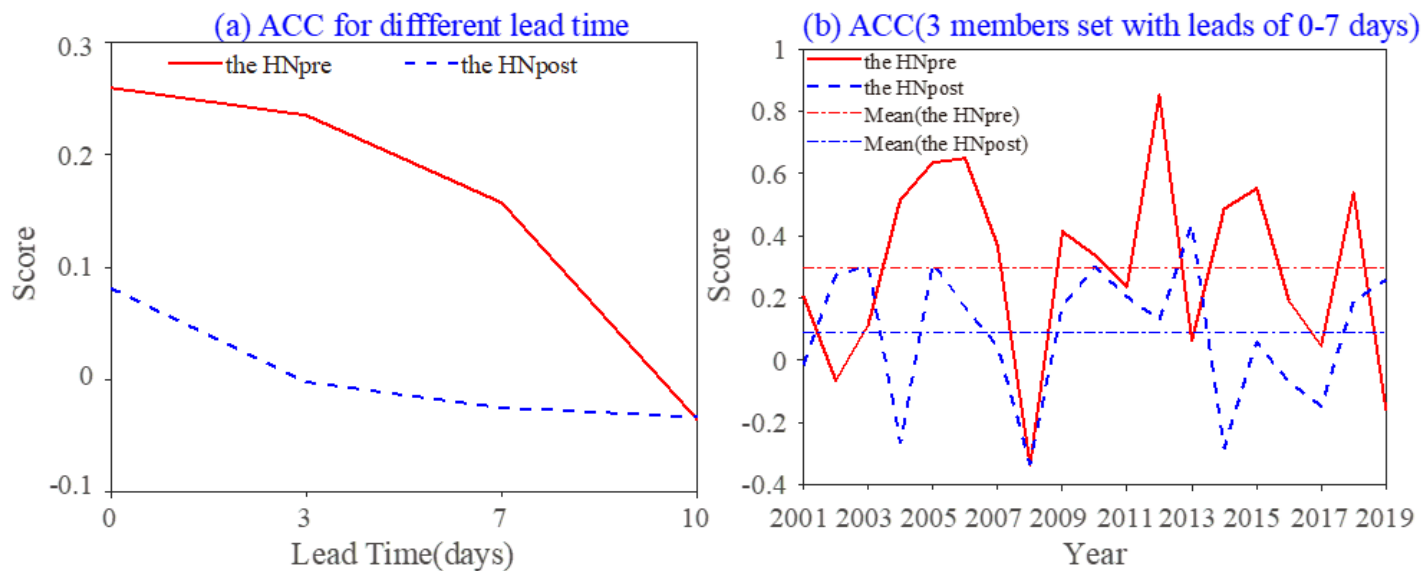 (a) ACC for diffferent lead time
0.3
0.2
0.1
0
-0.1
Score
the HNpre
the HNpost
0
3
7
10
Lead Time(days)
(b) ACC(3 members set with leads of 0-7 days)
1
0.8
0.6
0.4
0.2
0
-0.2
-0.4
Score
the HNpre
the HNpost
Mean(the HNpre)
Mean(the HNpost)
2001 2003 2005 2007 2009 2011 2013 2015 2017 2019
Year